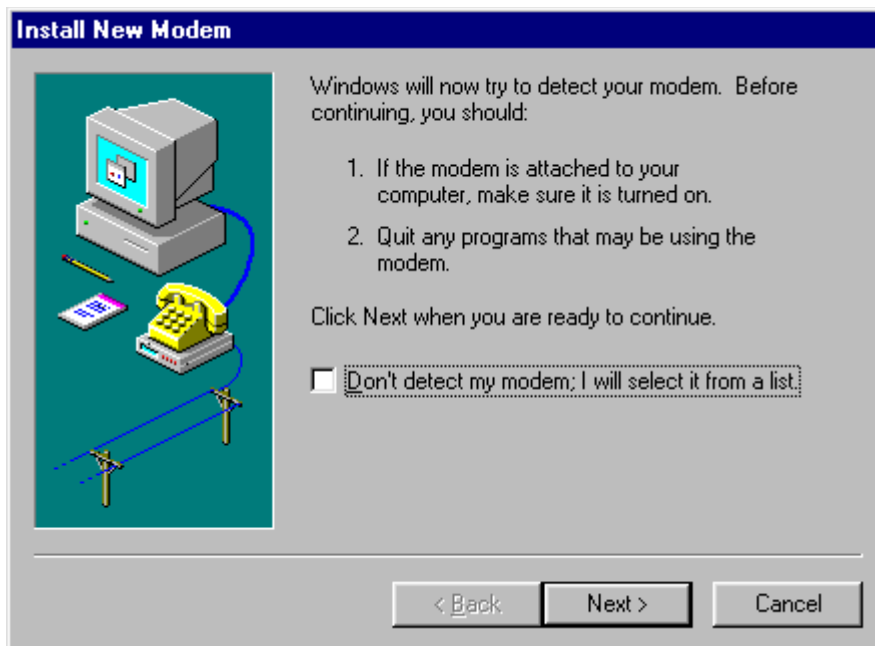 Install New Modem
Windows will now try to detect your modem.  Before
continuing, you should:
1. If the modem is attached to your
computer, make sure it is turned on.
2. Quit any programs that may be using the
modem.
Click Next when you are ready to continue.
Don't detect my modem; I will select it from a list.
< Back
Next >
Cancel